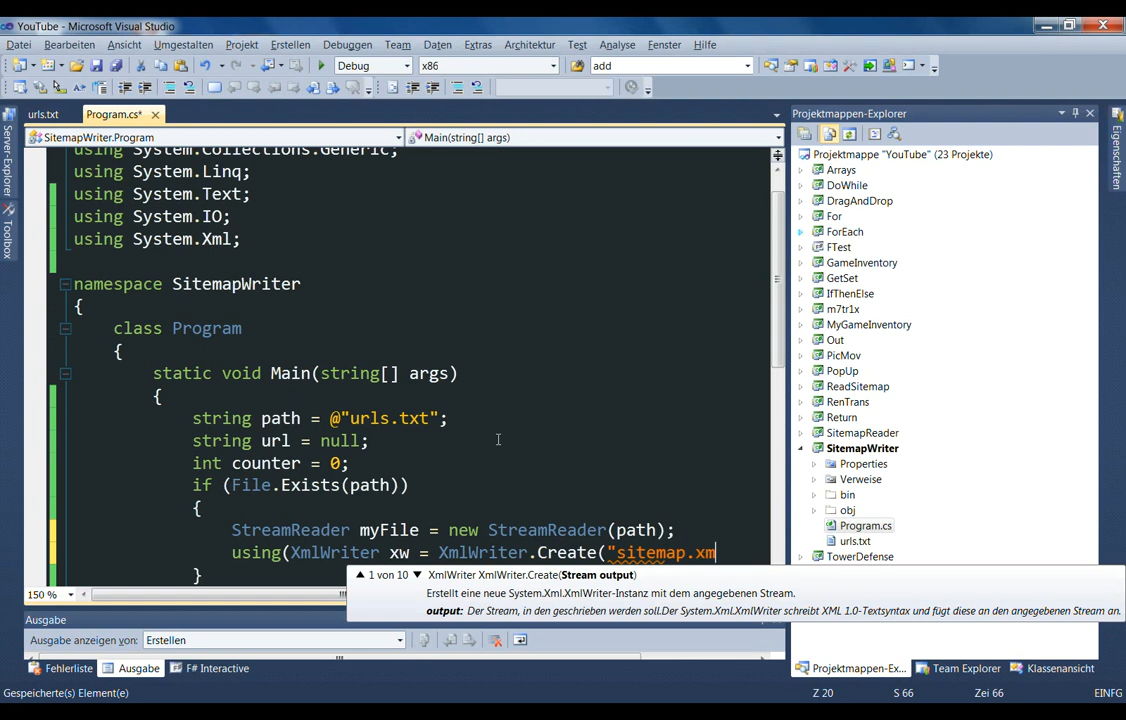 YouTube - Microsoft Visual Studio
Datei Bearbeiten Ansicht Umgestalten Projekt Erstellen Debuggen Team Daten Extras Architektur Test Analyse Fenster Hilfe
Debug x86 add
urls.txt Program.cs*
SitemapWriter.Program Main(string[] args)
using System.Collections.Generic;
using System.Linq;
using System.Text;
using System.IO;
using System.Xml;
namespace SitemapWriter
{
class Program
{
static void Main(string[] args)
{
string path = @"urls.txt";
string url = null;
int counter = 0;
if (File.Exists(path))
{
StreamReader myFile = new StreamReader(path);
using(XmlWriter xw = XmlWriter.Create("sitemap.xm
}
1 von 10 XmlWriter XmlWriter.Create(Stream output)
Erstellt eine neue System.Xml.XmlWriter-Instanz mit dem angegebenen Stream.
output: Der Stream, in den geschrieben werden soll.Der System.Xml.XmlWriter schreibt XML 1.0-Textsyntax und fügt diese an den angegebenen Stream an.
150 %
Ausgabe
Ausgabe anzeigen von: Erstellen
Fehlerliste Ausgabe F# Interactive
Server-Explorer
Toolbox
Projektmappen-Explorer
Projektmappe "YouTube" (23 Projekte)
Arrays
DoWhile
DragAndDrop
For
ForEach
FTest
GameInventory
GetSet
IfThenElse
m7tr1x
MyGameInventory
Out
PicMov
PopUp
ReadSitemap
RenTrans
Return
SitemapReader
SitemapWriter
Properties
Verweise
bin
obj
Program.cs
urls.txt
TowerDefense
Projektmappen-Ex... Team Explorer Klassenansicht
Eigenschaften
Gespeicherte(s) Element(e) Z 20 S 66 Zei 66 EINFG